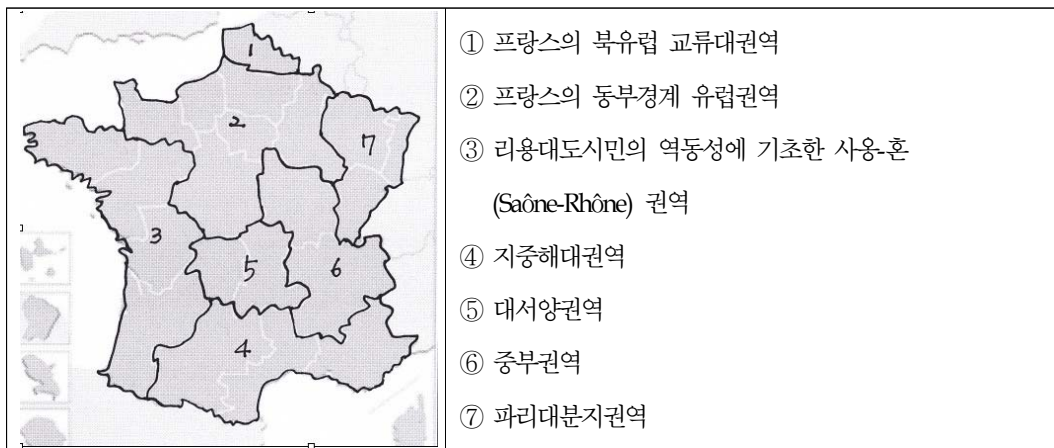 1
2
7
3
5
6
4
① 프랑스의 북유럽 교류대권역
② 프랑스의 동부경계 유럽권역
③ 리용대도시민의 역동성에 기초한 사옹-혼
(Saône-Rhône) 권역
④ 지중해대권역
⑤ 대서양권역
⑥ 중부권역
⑦ 파리대분지권역